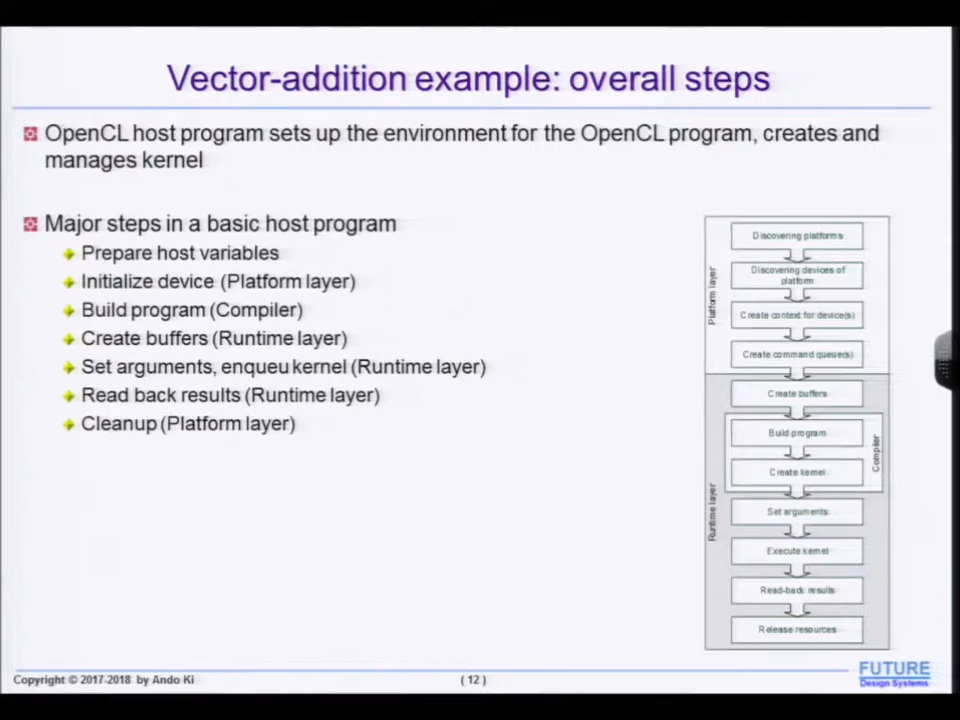 Vector-addition example: overall steps
OpenCL host program sets up the environment for the OpenCL program, creates and
manages kernel
Major steps in a basic host program
Prepare host variables
Initialize device (Platform layer)
Build program (Compiler)
Create buffers (Runtime layer)
Set arguments, enqueu kernel (Runtime layer)
Read back results (Runtime layer)
Cleanup (Platform layer)
Platform layer
Discovering platforms
Discovering devices of
platform
Create context for device(s)
Create command queue(s)
Runtime layer
Create buffers
Compiler
Build program
Create kernel
Set arguments
Execute kernel
Read-back results
Release resources
Copyright © 2017-2018 by Ando Ki
( 12 )
FUTURE
Design Systems